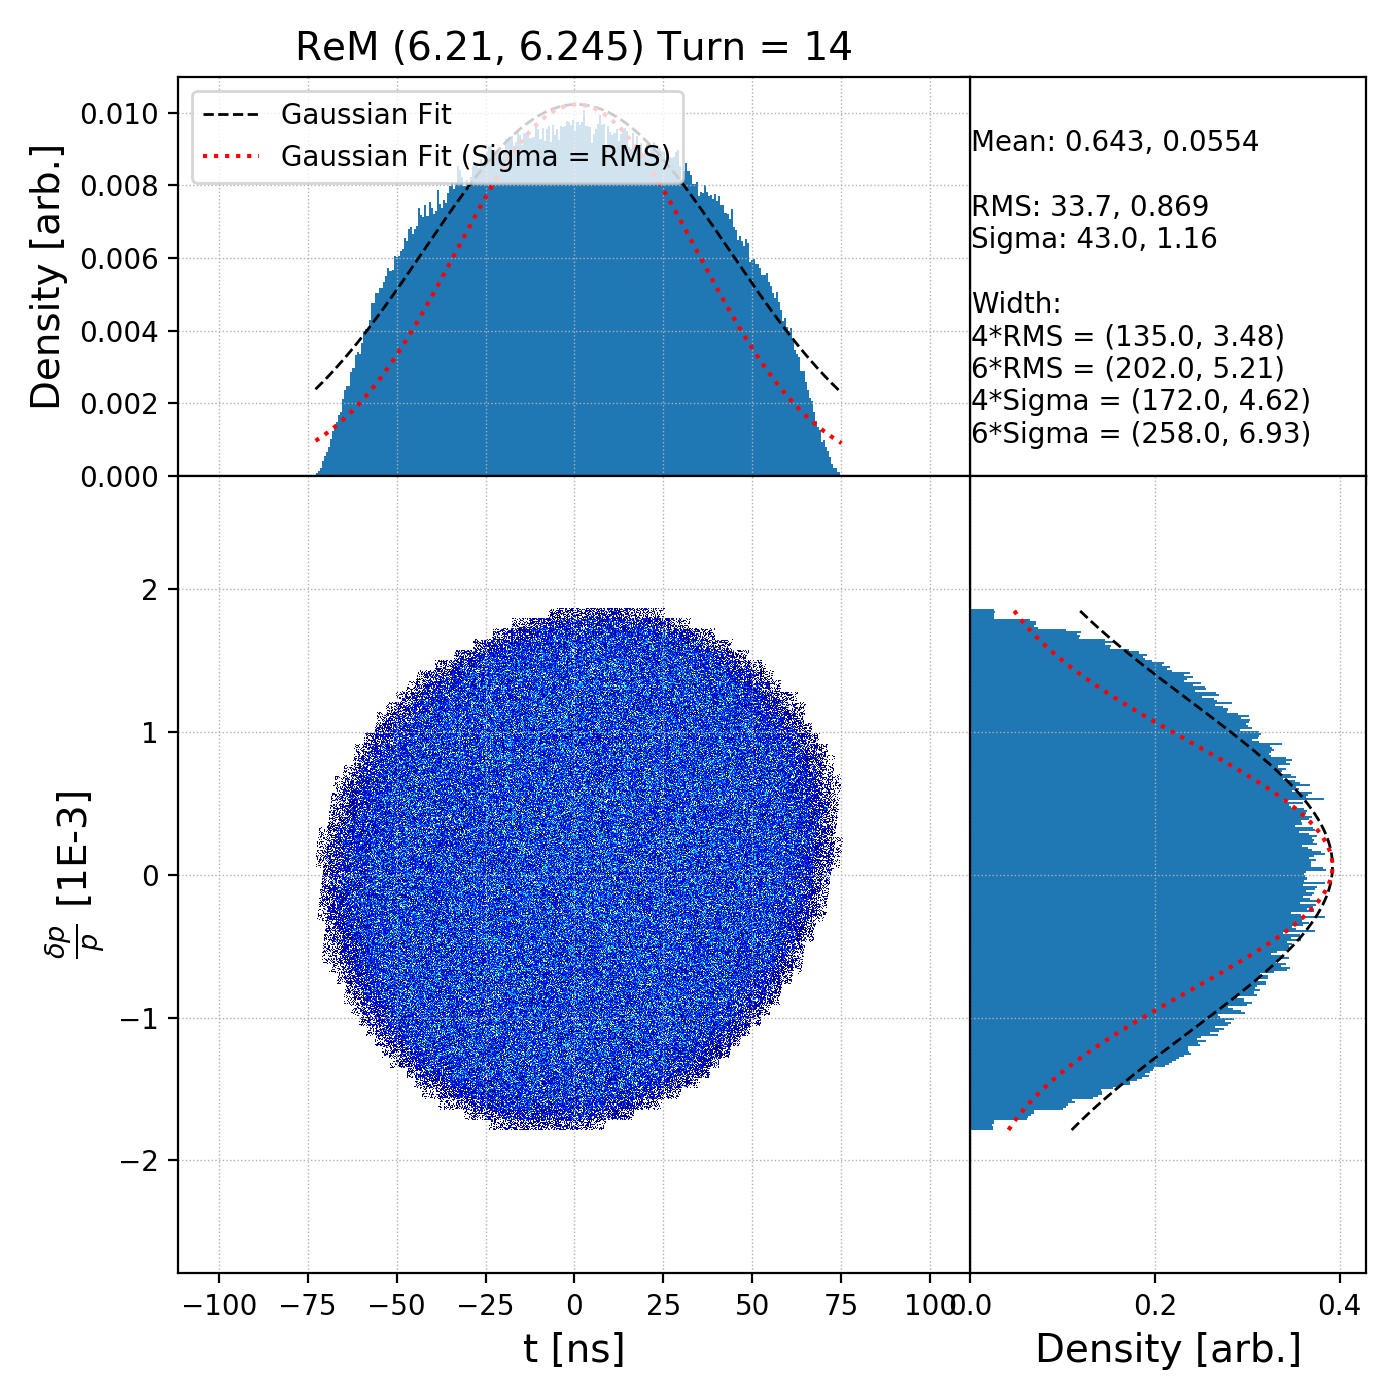 ReM (6.21, 6.245) Turn = 14
Gaussian Fit
Gaussian Fit (Sigma = RMS)
Density [arb.]
0.010
0.008
0.006
0.004
0.002
0.000
Mean: 0.643, 0.0554
RMS: 33.7, 0.869
Sigma: 43.0, 1.16
Width:
4*RMS = (135.0, 3.48)
6*RMS = (202.0, 5.21)
4*Sigma = (172.0, 4.62)
6*Sigma = (258.0, 6.93)
δp/p [1E-3]
2
1
0
−1
−2
−100 −75 −50 −25 0 25 50 75 100
t [ns]
0.0 0.2 0.4
Density [arb.]